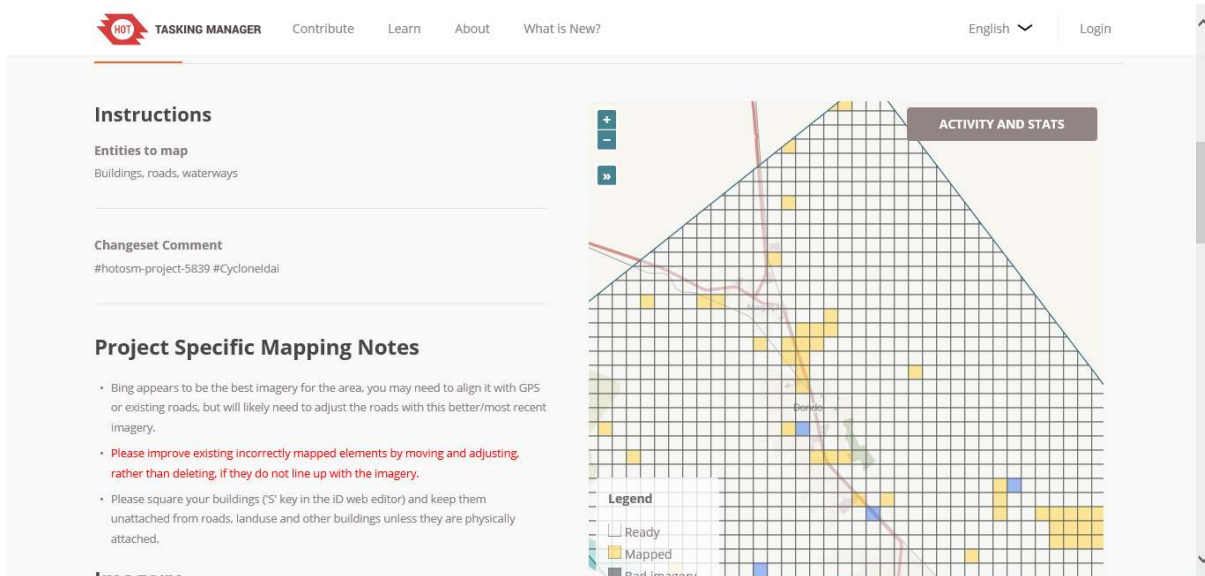 HOT TASKING MANAGER Contribute Learn About What is New? English Login
Instructions
Entities to map
Buildings, roads, waterways
Changeset Comment
#hotosm-project-5839 #CycloneIdai
Project Specific Mapping Notes
• Bing appears to be the best imagery for the area, you may need to align it with GPS
or existing roads, but will likely need to adjust the roads with this better/most recent
imagery.
• Please improve existing incorrectly mapped elements by moving and adjusting,
rather than deleting, if they do not line up with the imagery.
• Please square your buildings ('S' key in the iD web editor) and keep them
unattached from roads, landuse and other buildings unless they are physically
attached.
+
−
»
ACTIVITY AND STATS
Dondo
Legend
Ready
Mapped
Bad imagery